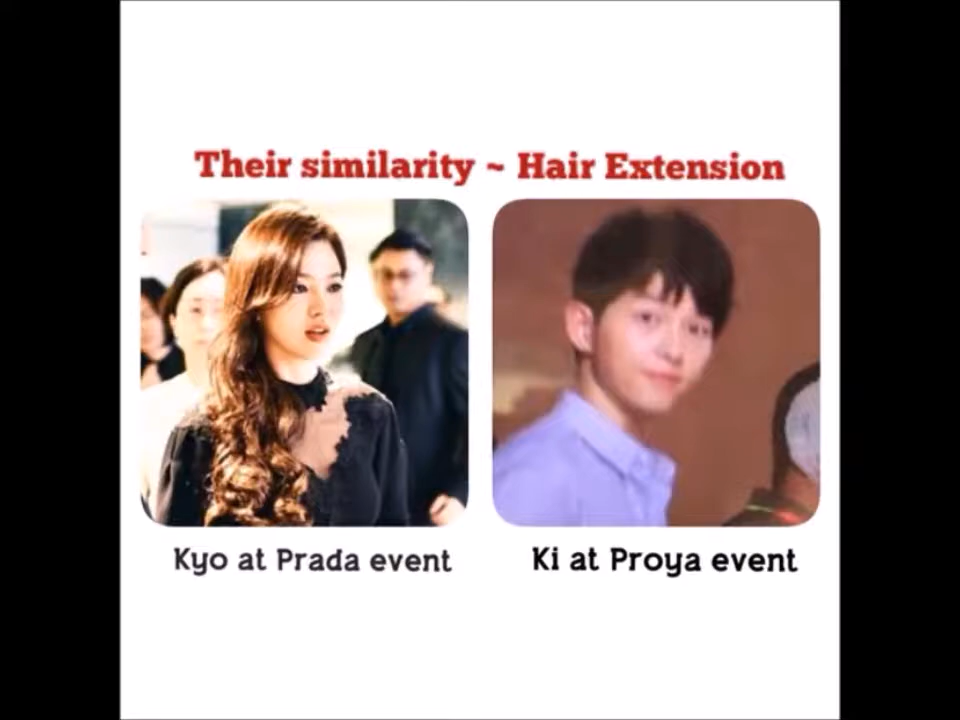 Their similarity ~ Hair Extension
Kyo at Prada event
Ki at Proya event